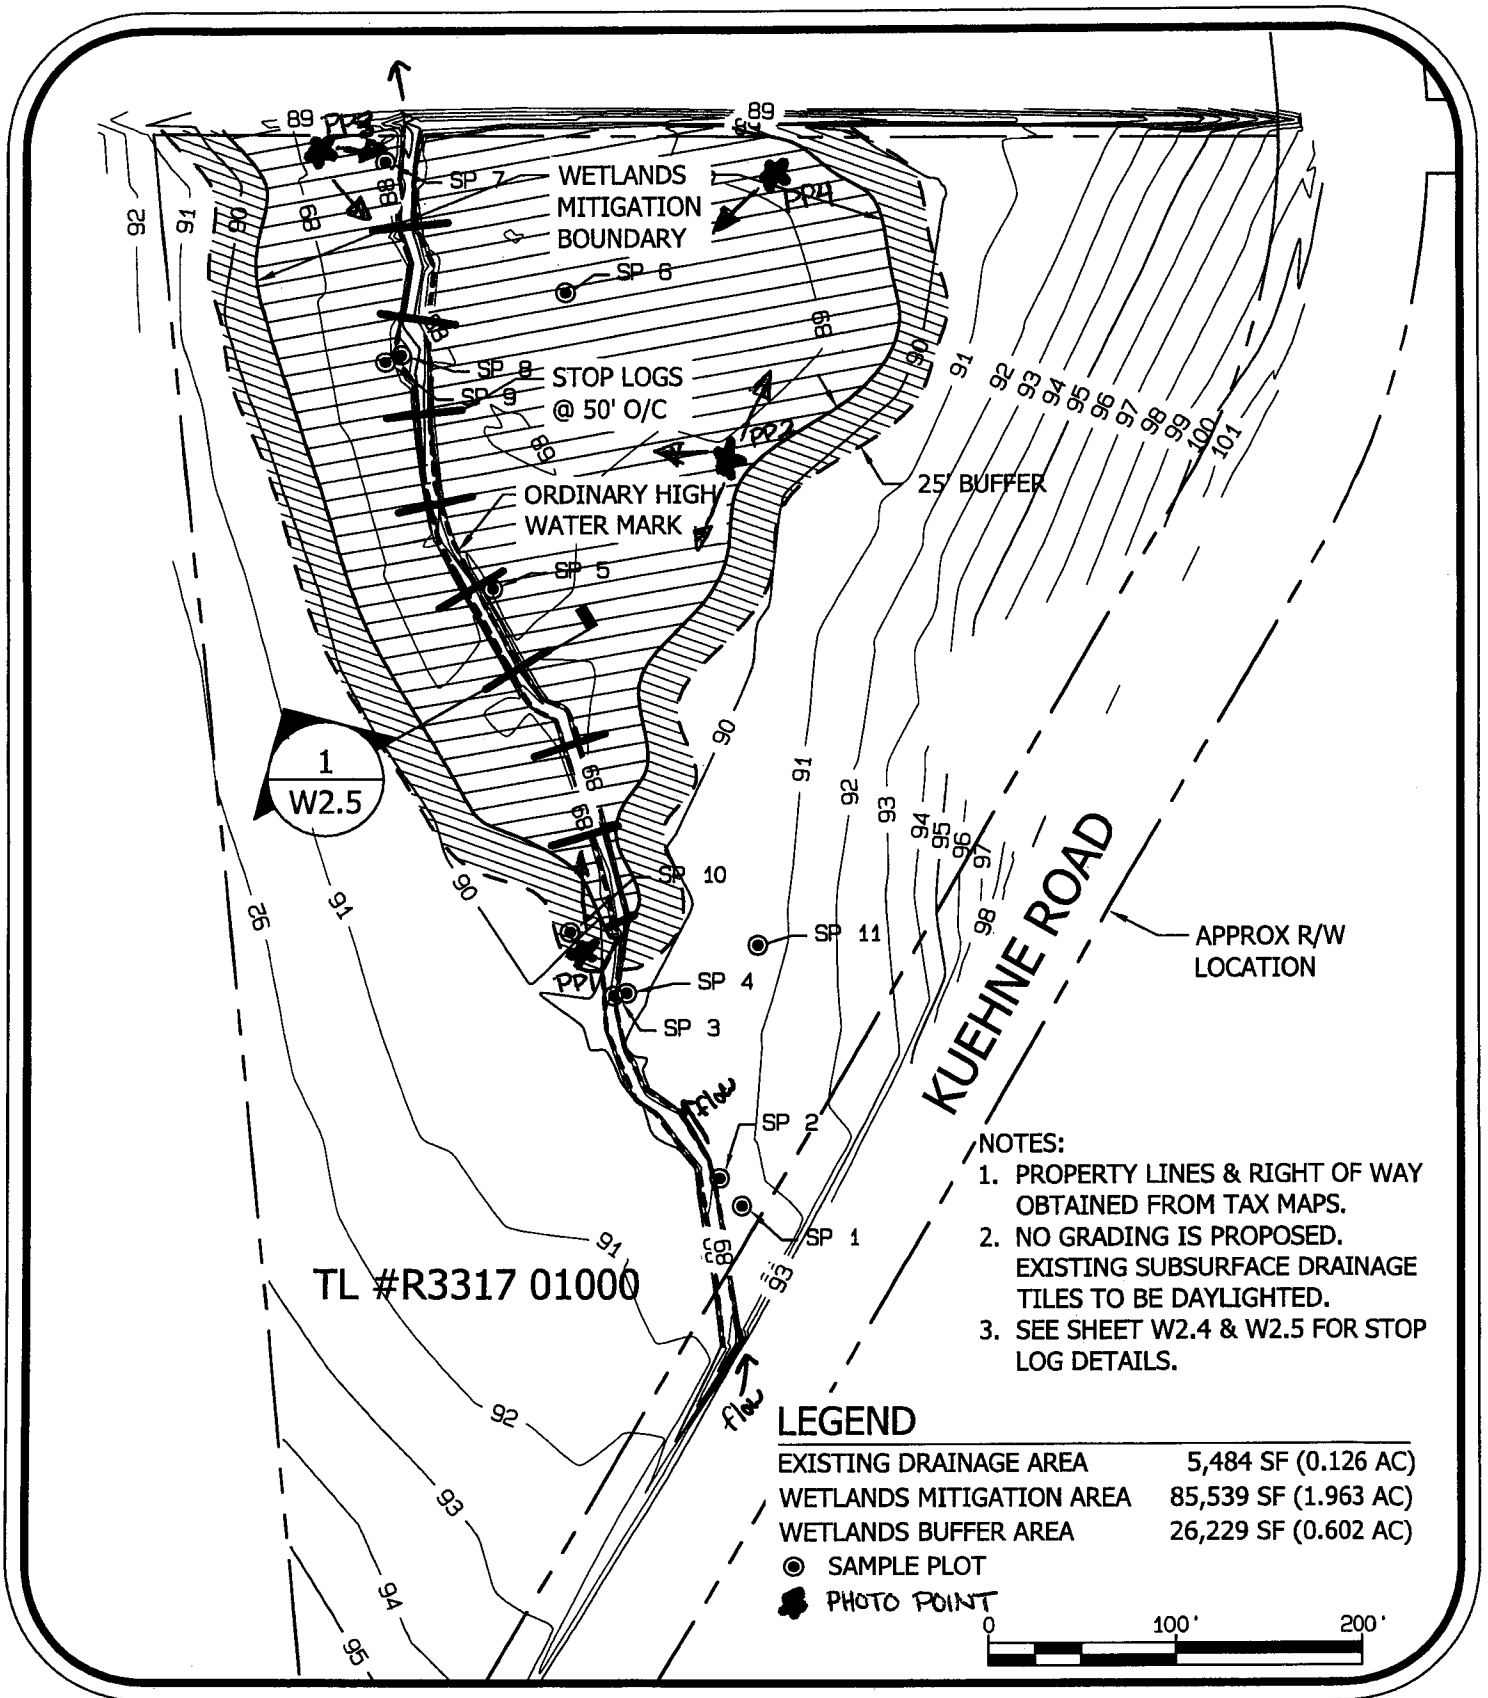 89
PP3
89
SP 7
WETLANDS
MITIGATION
BOUNDARY
PP4
88
92
91
90
89
SP 6
88
89
90
SP 8
SP 9
STOP LOGS
@ 50' O/C
91
92
93
94
95
96
97
98
99
100
101
PP2
89
25' BUFFER
ORDINARY HIGH
WATER MARK
SP 5
90
1
W2.5
91
92
93
94
95
96
97
98
89
89
KUEHNE ROAD
SP 10
90
91
92
SP 11
APPROX R/W
LOCATION
PP1
SP 4
SP 3
flow
SP 2
SP 1
NOTES:
1. PROPERTY LINES & RIGHT OF WAY
OBTAINED FROM TAX MAPS.
2. NO GRADING IS PROPOSED.
EXISTING SUBSURFACE DRAINAGE
TILES TO BE DAYLIGHTED.
3. SEE SHEET W2.4 & W2.5 FOR STOP
LOG DETAILS.
91
89
93
TL #R3317 01000
flow
92
93
94
95
LEGEND
EXISTING DRAINAGE AREA 5,484 SF (0.126 AC)
WETLANDS MITIGATION AREA 85,539 SF (1.963 AC)
WETLANDS BUFFER AREA 26,229 SF (0.602 AC)
SAMPLE PLOT
PHOTO POINT
0 100' 200'